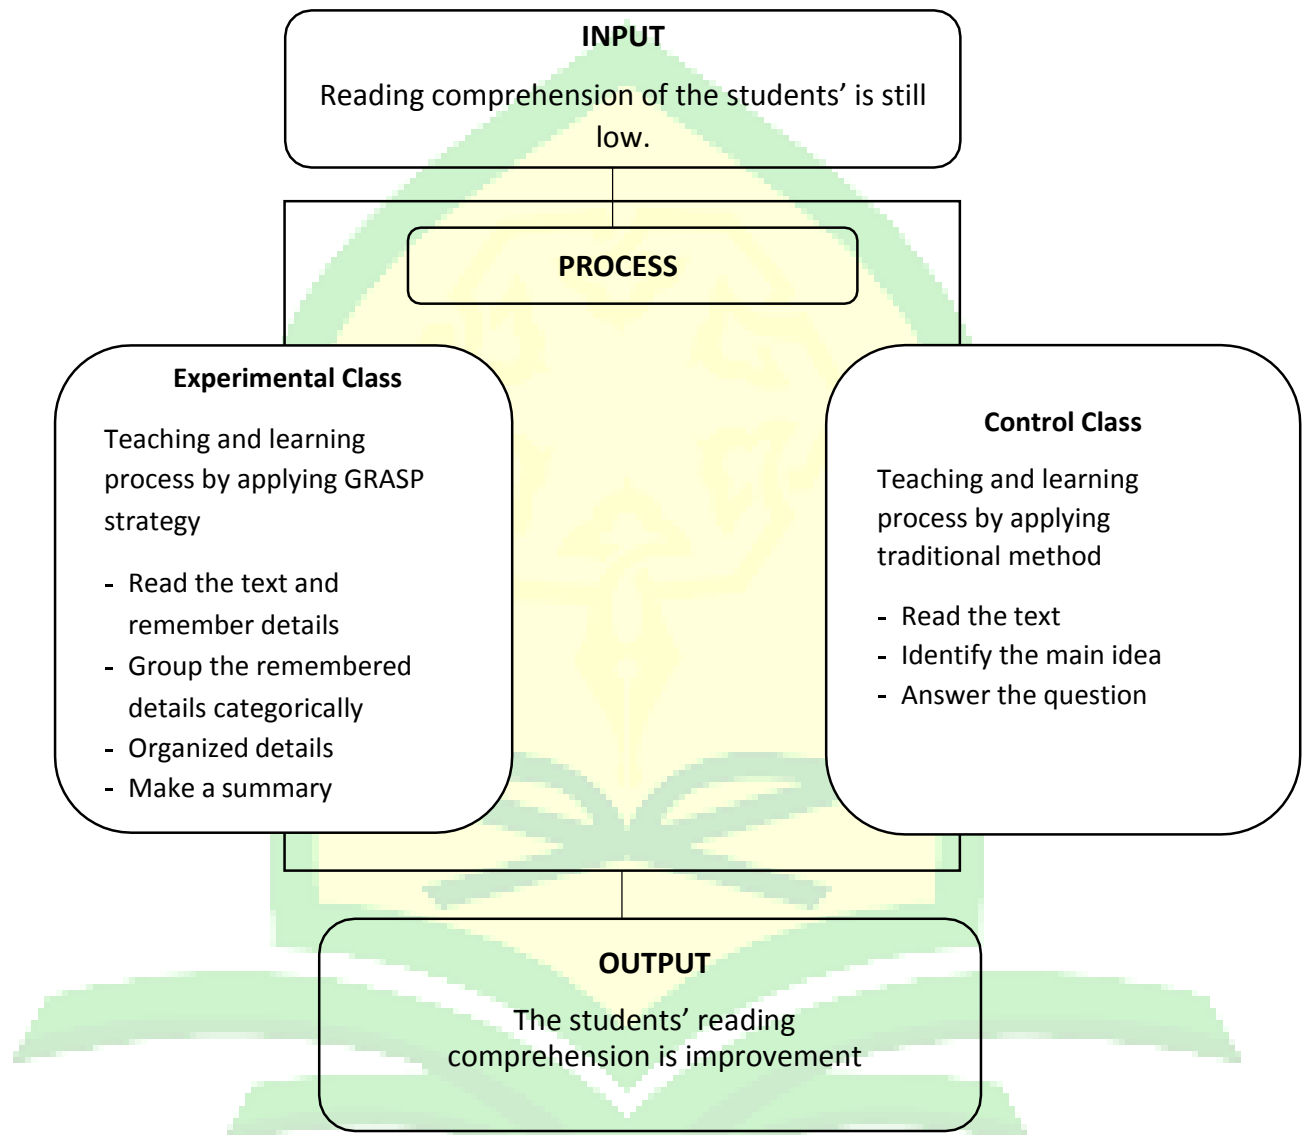 INPUT
Reading comprehension of the students’ is still
low.
PROCESS
Experimental Class
Teaching and learning
process by applying GRASP
strategy
- Read the text and
remember details
- Group the remembered
details categorically
- Organized details
- Make a summary
Control Class
Teaching and learning
process by applying
traditional method
- Read the text
- Identify the main idea
- Answer the question
OUTPUT
The students’ reading
comprehension is improvement